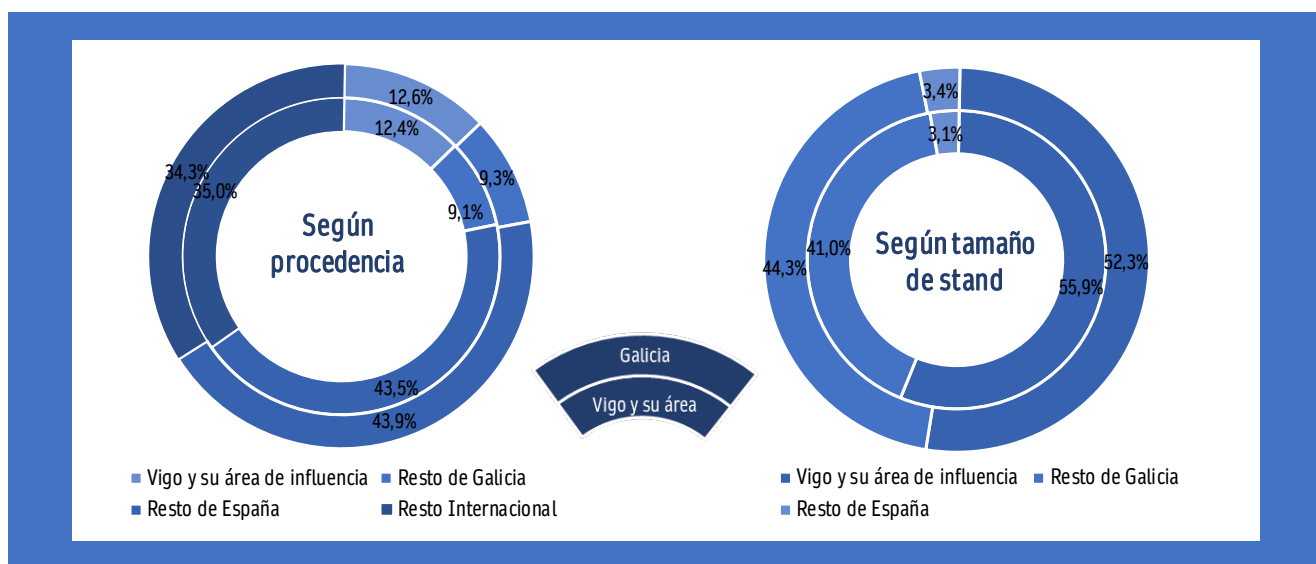 12,6%
12,4%
9,3%
9,1%
34,3%
35,0%
Según
procedencia
43,5%
43,9%
Vigo y su área de influencia
Resto de Galicia
Resto de España
Resto Internacional
Galicia
Vigo y su área
3,4%
3,1%
Según tamaño
de stand
41,0%
44,3%
52,3%
55,9%
Vigo y su área de influencia
Resto de Galicia
Resto de España